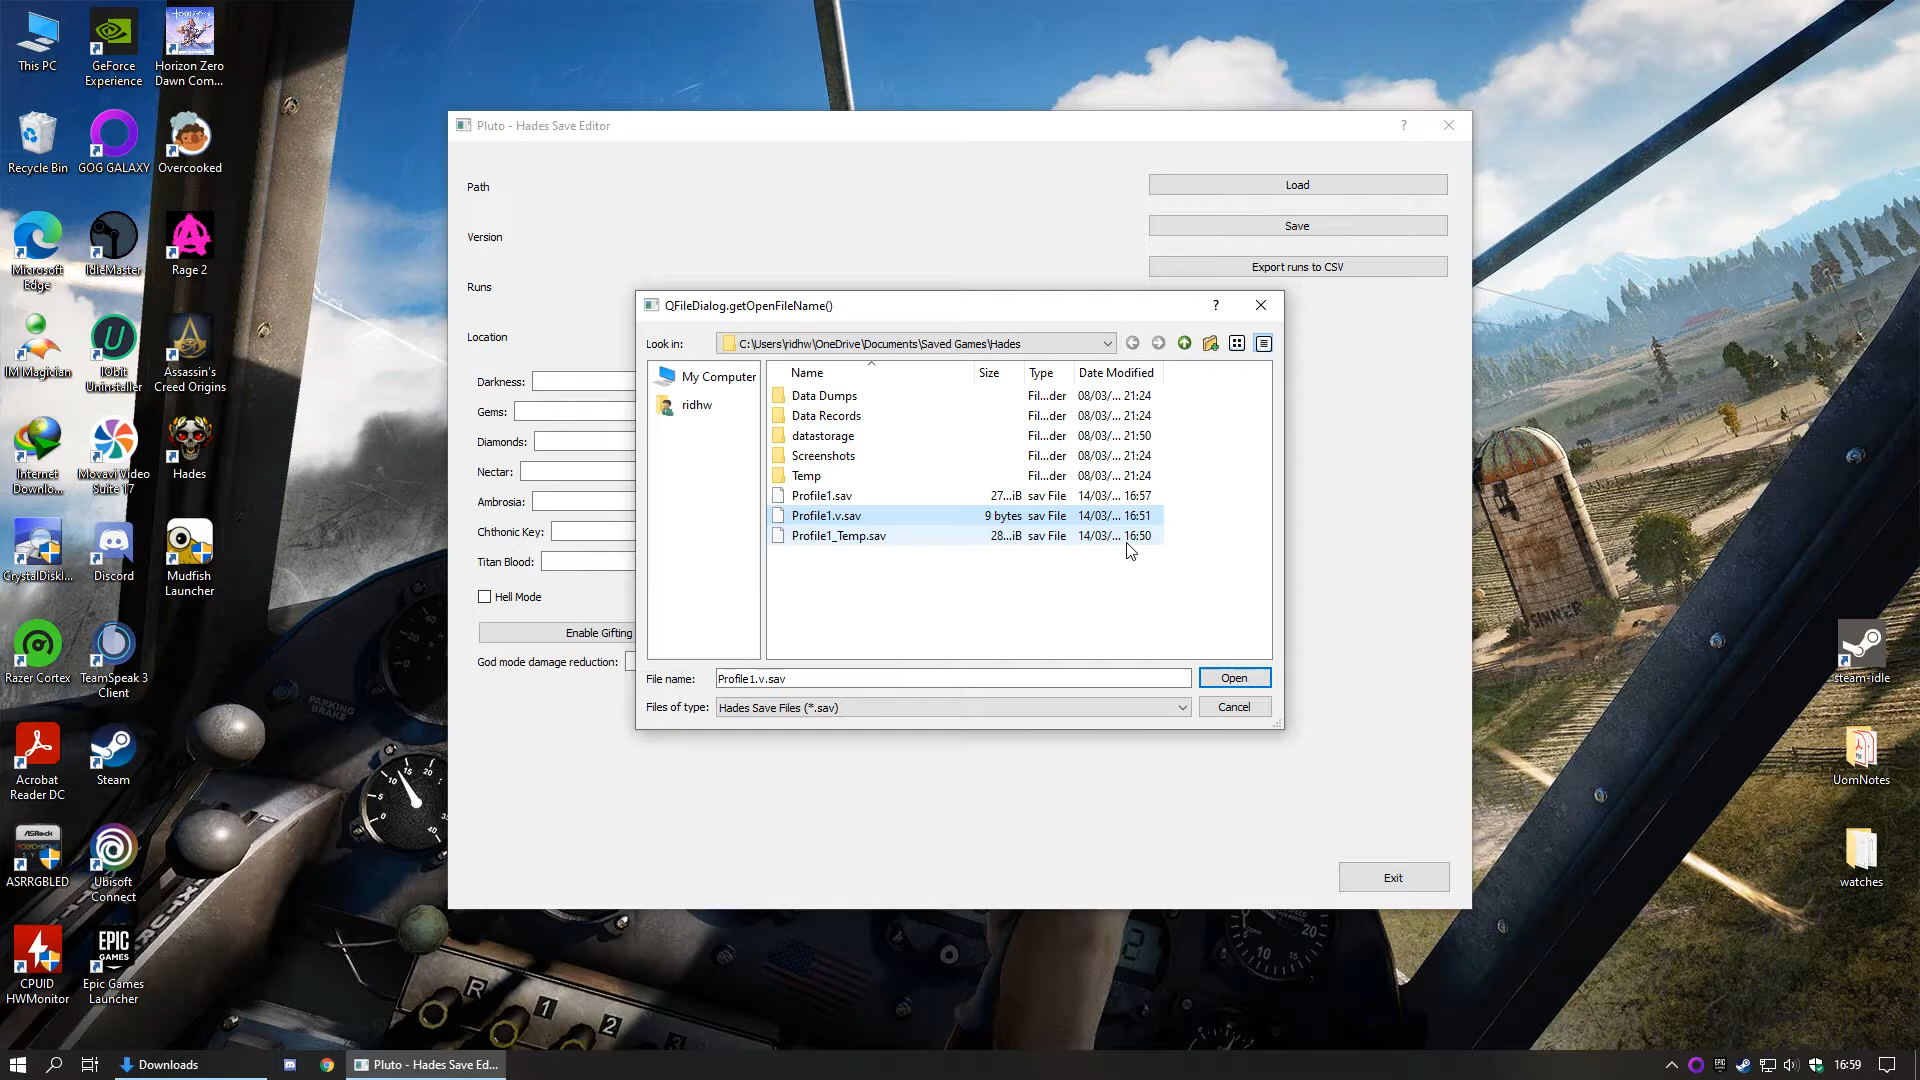 This PC
GeForce
Experience
Horizon Zero
Dawn Com...
Recycle Bin
GOG GALAXY
Overcooked
Microsoft
Edge
IdleMaster
Rage 2
IM Magician
IObit
Uninstaller
Assassin's
Creed Origins
Internet
Downlo...
Movavi Video
Suite 17
Hades
CrystalDiskI...
Discord
Mudfish
Launcher
Razer Cortex
TeamSpeak 3
Client
Acrobat
Reader DC
Steam
ASRock
ASRRGBLED
Ubisoft
Connect
EPIC
GAMES
CPUID
HWMonitor
Epic Games
Launcher
Pluto - Hades Save Editor
?
Path
Load
Version
Save
Export runs to CSV
Runs
Location
Darkness:
Gems:
Diamonds:
Nectar:
Ambrosia:
Chthonic Key:
Titan Blood:
Hell Mode
Enable Gifting
God mode damage reduction:
Exit
QFileDialog.getOpenFileName()
?
Look in:
C:\Users\ridhw\OneDrive\Documents\Saved Games\Hades
My Computer
ridhw
Name Size Type Date Modified
Data Dumps Fil...der 08/03/... 21:24
Data Records Fil...der 08/03/... 21:24
datastorage Fil...der 08/03/... 21:50
Screenshots Fil...der 08/03/... 21:24
Temp Fil...der 08/03/... 21:24
Profile1.sav 27...iB sav File 14/03/... 16:57
Profile1.v.sav 9 bytes sav File 14/03/... 16:51
Profile1_Temp.sav 28...iB sav File 14/03/... 16:50
File name: Profile1.v.sav Open
Files of type: Hades Save Files (*.sav) Cancel
SINNER
steam-idle
UomNotes
watches
PARKING
BRAKE
R
1
2
Downloads
Pluto - Hades Save Ed...
16:59